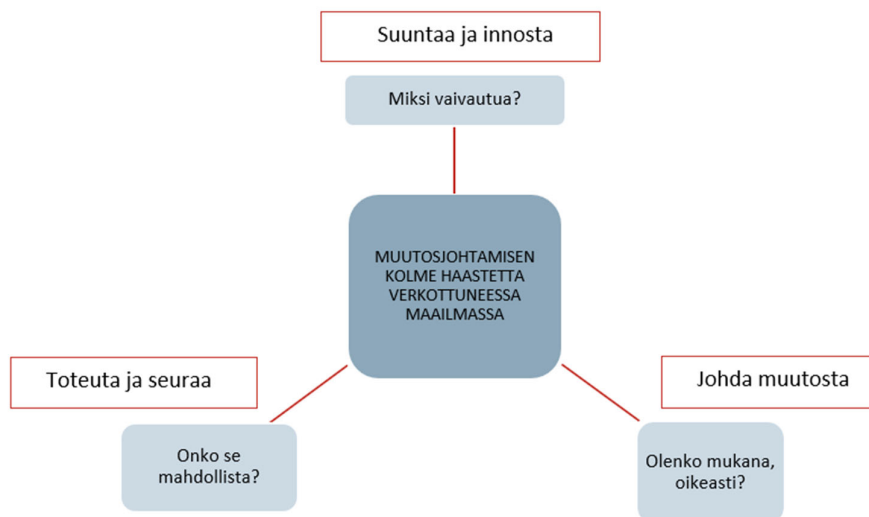 Suuntaa ja innosta
Miksi vaivautua?
MUUTOSJOHTAMISEN
KOLME HAASTETTA
VERKOTTUNEESSA
MAAILMASSA
Toteuta ja seuraa
Onko se
mahdollista?
Johda muutosta
Olenko mukana,
oikeasti?